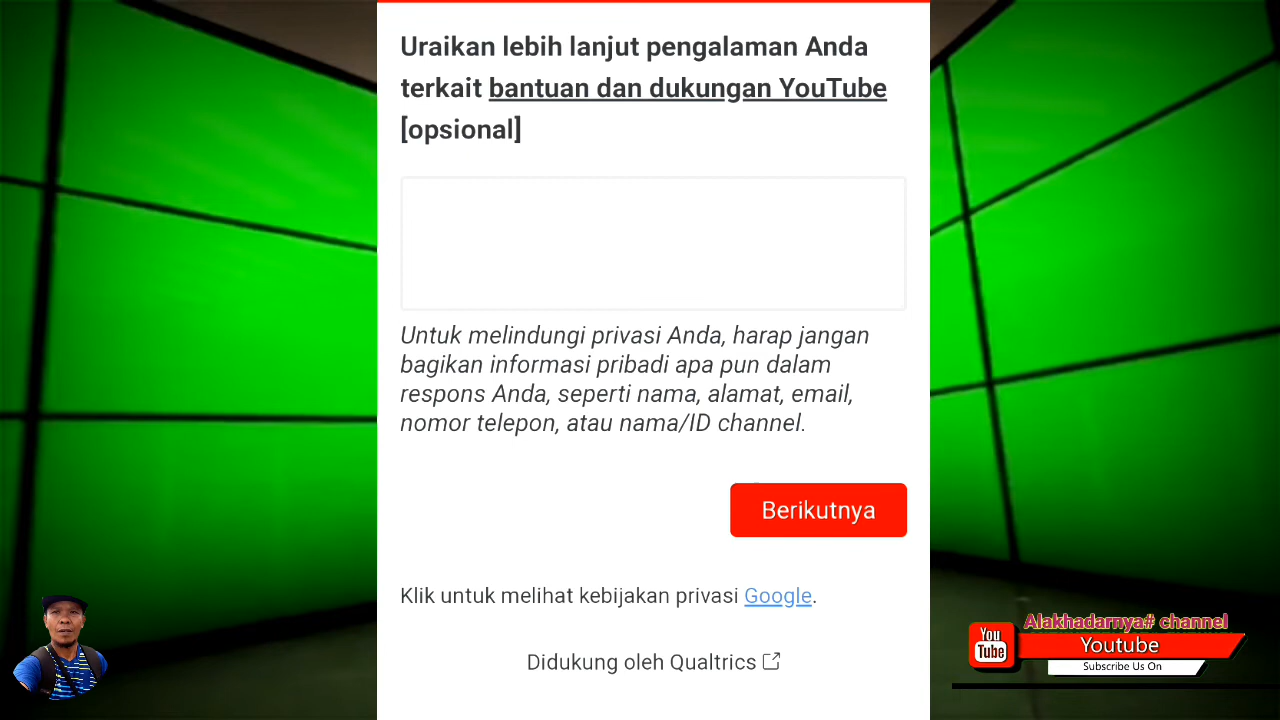 Uraikan lebih lanjut pengalaman Anda
terkait bantuan dan dukungan YouTube
[opsional]
Untuk melindungi privasi Anda, harap jangan
bagikan informasi pribadi apa pun dalam
respons Anda, seperti nama, alamat, email,
nomor telepon, atau nama/ID channel.
Berikutnya
Klik untuk melihat kebijakan privasi Google.
Didukung oleh Qualtrics
Alakhadarnya# channel
You
Tube
Youtube
Subscribe Us On